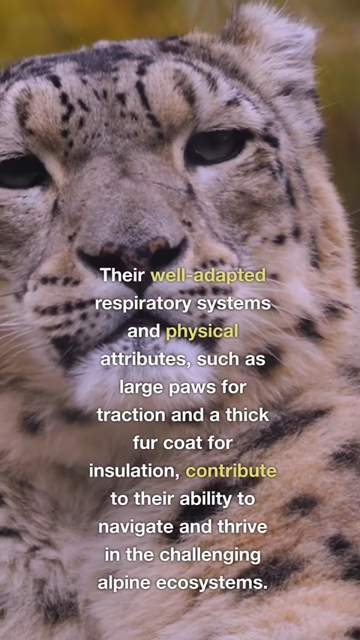 Their well-adapted
respiratory systems
and physical
attributes, such as
large paws for
traction and a thick
fur coat for
insulation, contribute
to their ability to
navigate and thrive
in the challenging
alpine ecosystems.